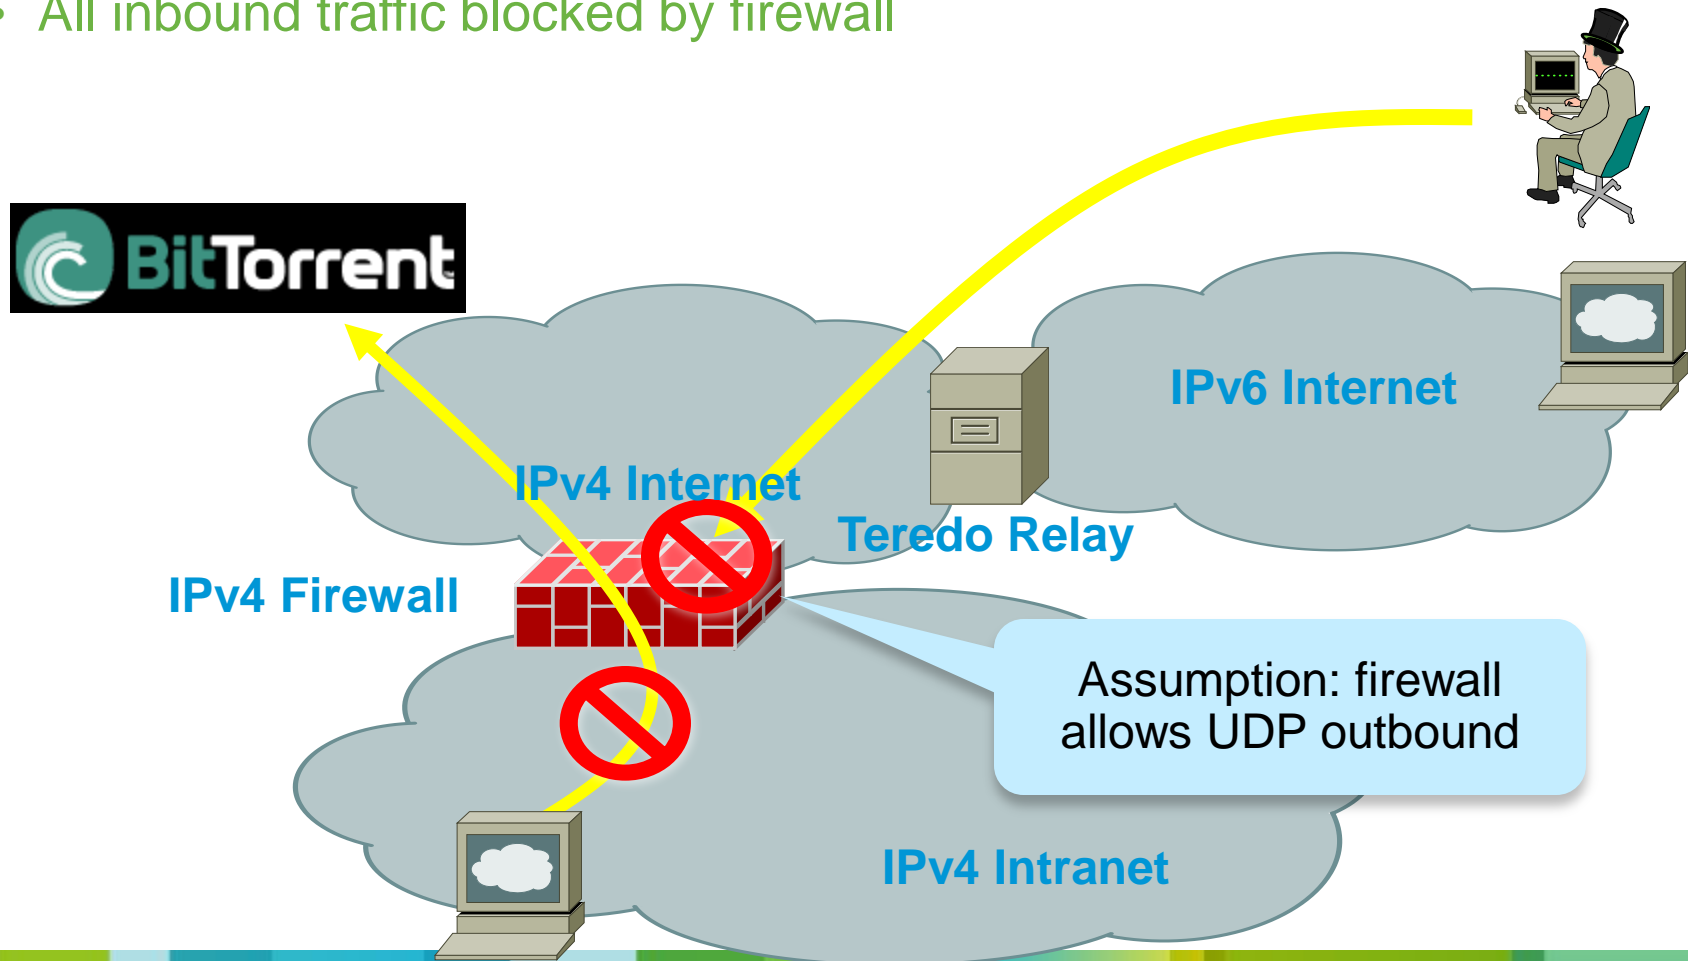 • All inbound traffic blocked by firewall
BitTorrent
IPv6 Internet
IPv4 Internet
Teredo Relay
IPv4 Firewall
Assumption: firewall
allows UDP outbound
IPv4 Intranet